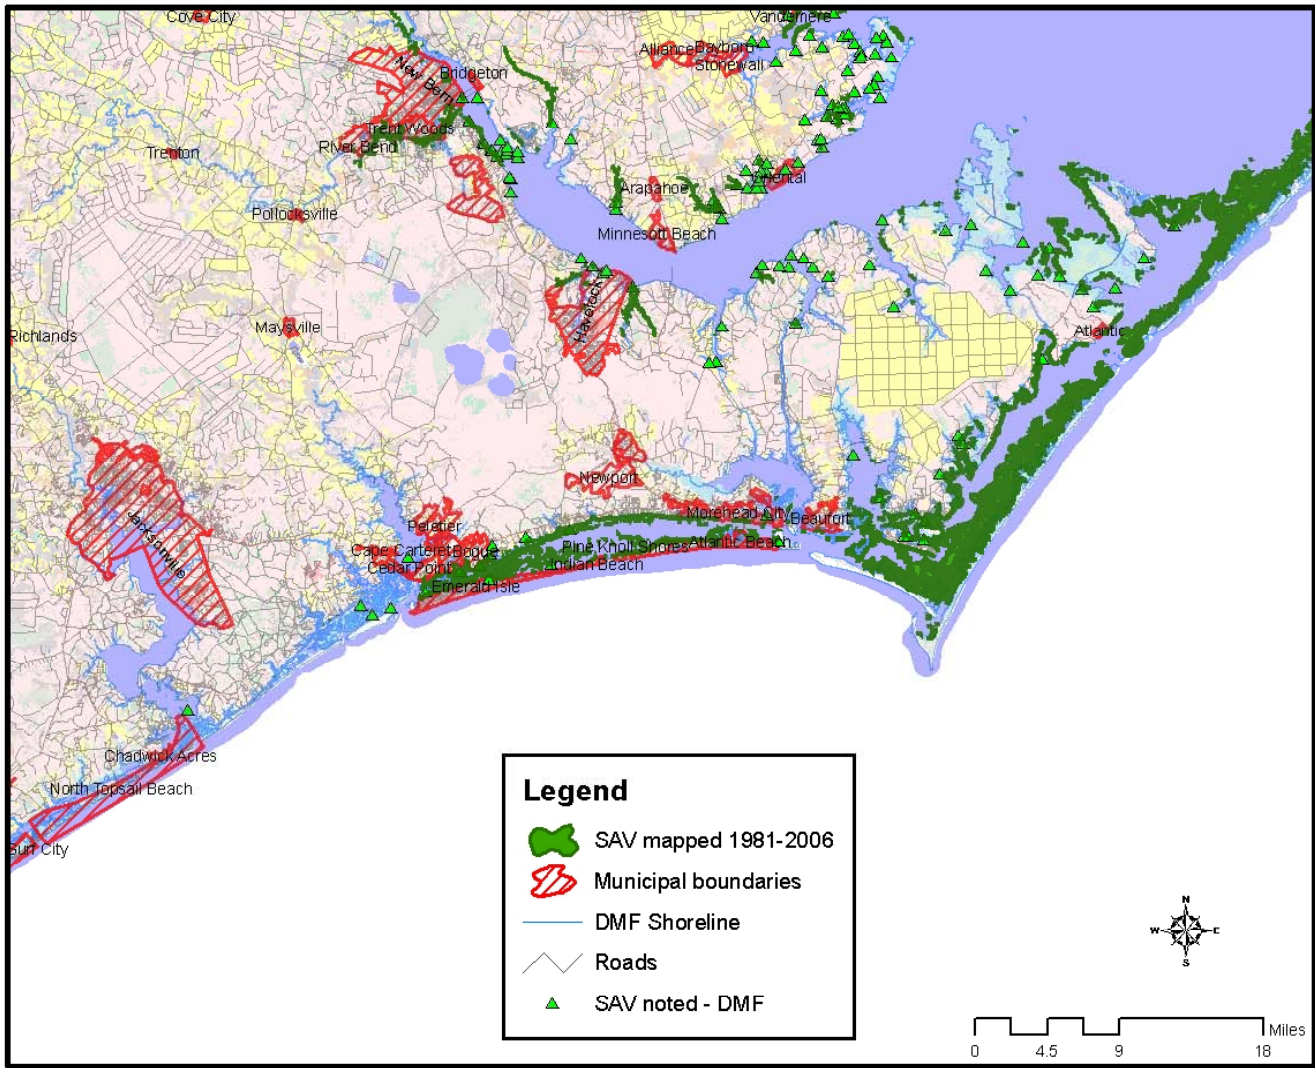 Cove City
Vandemere
Alliance
Bayboro
Stonewall
Bridgeton
New Bern
Trent Woods
River Bend
Trenton
Arapahoe
Oriental
Pollocksville
Minnesott Beach
Havelock
Maysville
Richlands
Atlantic
Newport
Jacksonville
Morehead City
Beaufort
Peletier
Cape Carteret
Bogue
Pine Knoll Shores
Atlantic Beach
Cedar Point
Indian Beach
Emerald Isle
Chadwick Acres
North Topsail Beach
Surf City
Legend
SAV mapped 1981-2006
Municipal boundaries
DMF Shoreline
Roads
SAV noted - DMF
N
W E
S
Miles
0 4.5 9 18